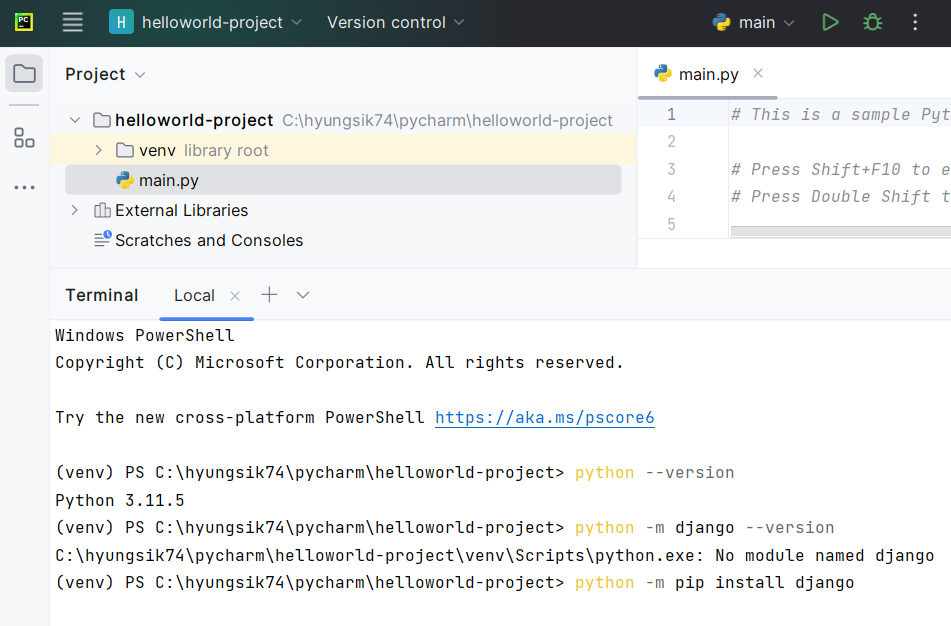 PC
H helloworld-project Version control main
Project
main.py
helloworld-project C:\hyungsik74\pycharm\helloworld-project
venv library root
main.py
External Libraries
Scratches and Consoles
1 # This is a sample Pyt
2
3 # Press Shift+F10 to e
4 # Press Double Shift t
5
Terminal Local
Windows PowerShell
Copyright (C) Microsoft Corporation. All rights reserved.
Try the new cross-platform PowerShell https://aka.ms/pscore6
(venv) PS C:\hyungsik74\pycharm\helloworld-project> python --version
Python 3.11.5
(venv) PS C:\hyungsik74\pycharm\helloworld-project> python -m django --version
C:\hyungsik74\pycharm\helloworld-project\venv\Scripts\python.exe: No module named django
(venv) PS C:\hyungsik74\pycharm\helloworld-project> python -m pip install django